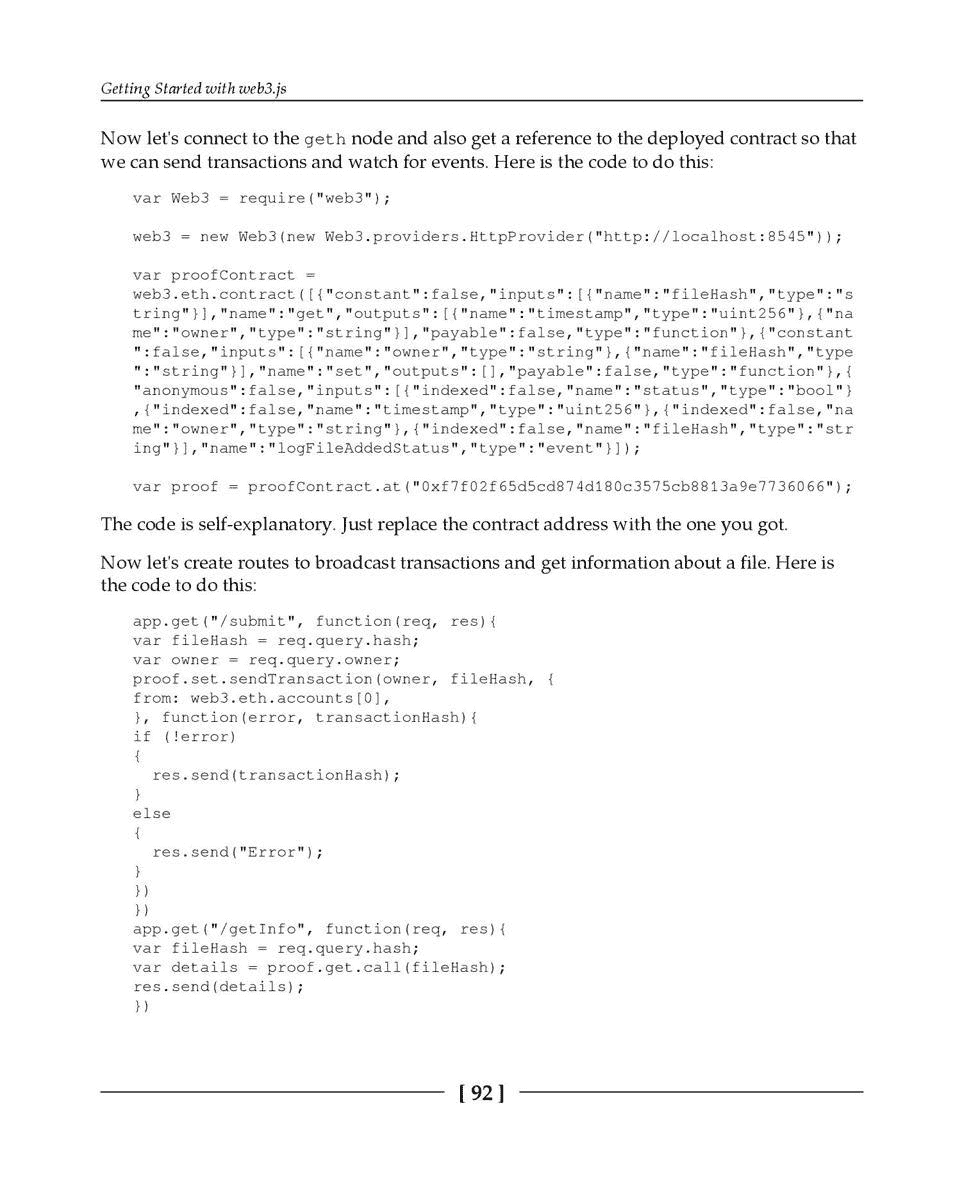 Getting Started with web3.js
Now let's connect to the geth node and also get a reference to the deployed contract so that
we can send transactions and watch for events. Here is the code to do this:
var Web3 = require("web3");
web3 = new Web3(new Web3.providers.HttpProvider("http://localhost:8545"));
var proofContract =
web3.eth.contract([{"constant":false,"inputs":[{"name":"fileHash","type":"s
tring"}],"name":"get","outputs":[{"name":"timestamp","type":"uint256"},{"na
me":"owner","type":"string"}],"payable":false,"type":"function"},{"constant
":false,"inputs":[{"name":"owner","type":"string"},{"name":"fileHash","type
":"string"}],"name":"set","outputs":[],"payable":false,"type":"function"},{
"anonymous":false,"inputs":[{"indexed":false,"name":"status","type":"bool"}
,{"indexed":false,"name":"timestamp","type":"uint256"},{"indexed":false,"na
me":"owner","type":"string"},{"indexed":false,"name":"fileHash","type":"str
ing"}],"name":"logFileAddedStatus","type":"event"}]);
var proof = proofContract.at("0xf7f02f65d5cd874d180c3575cb8813a9e7736066");
The code is self-explanatory. Just replace the contract address with the one you got.
Now let's create routes to broadcast transactions and get information about a file. Here is
the code to do this:
app.get("/submit", function(req, res){
var fileHash = req.query.hash;
var owner = req.query.owner;
proof.set.sendTransaction(owner, fileHash, {
from: web3.eth.accounts[0],
}, function(error, transactionHash){
if (!error)
{
res.send(transactionHash);
}
else
{
res.send("Error");
}
})
})
app.get("/getInfo", function(req, res){
var fileHash = req.query.hash;
var details = proof.get.call(fileHash);
res.send(details);
})
[ 92 ]